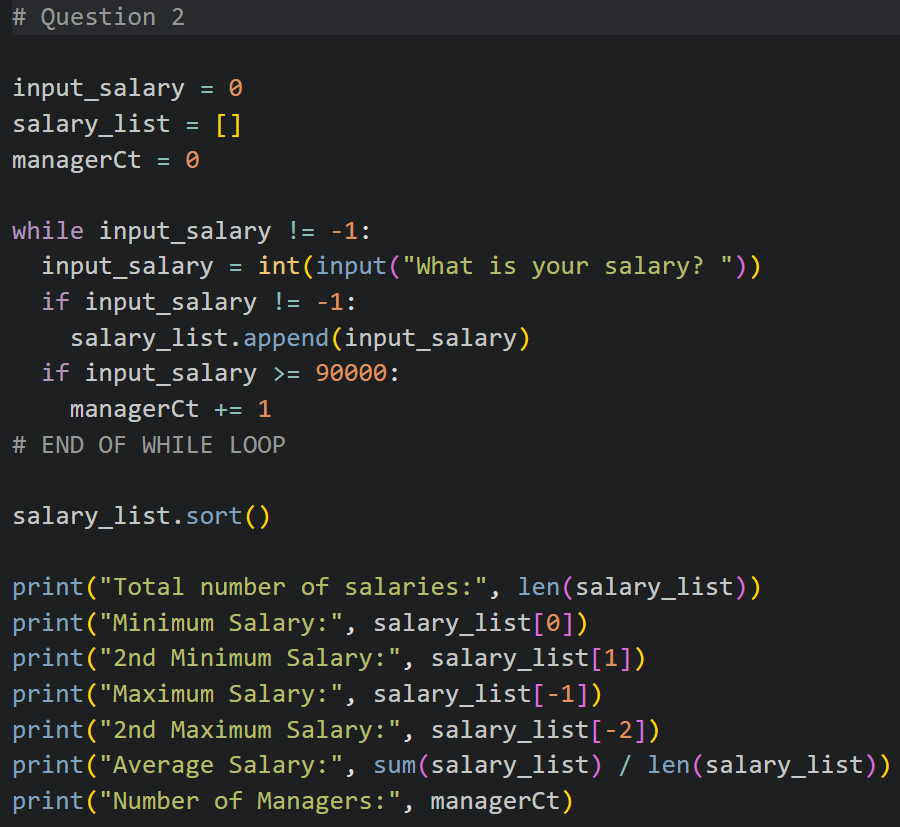 # Question 2

input_salary = 0
salary_list = []
managerCt = 0

while input_salary != -1:
  input_salary = int(input("What is your salary? "))
  if input_salary != -1:
    salary_list.append(input_salary)
  if input_salary >= 90000:
    managerCt += 1
# END OF WHILE LOOP

salary_list.sort()

print("Total number of salaries:", len(salary_list))
print("Minimum Salary:", salary_list[0])
print("2nd Minimum Salary:", salary_list[1])
print("Maximum Salary:", salary_list[-1])
print("2nd Maximum Salary:", salary_list[-2])
print("Average Salary:", sum(salary_list) / len(salary_list))
print("Number of Managers:", managerCt)